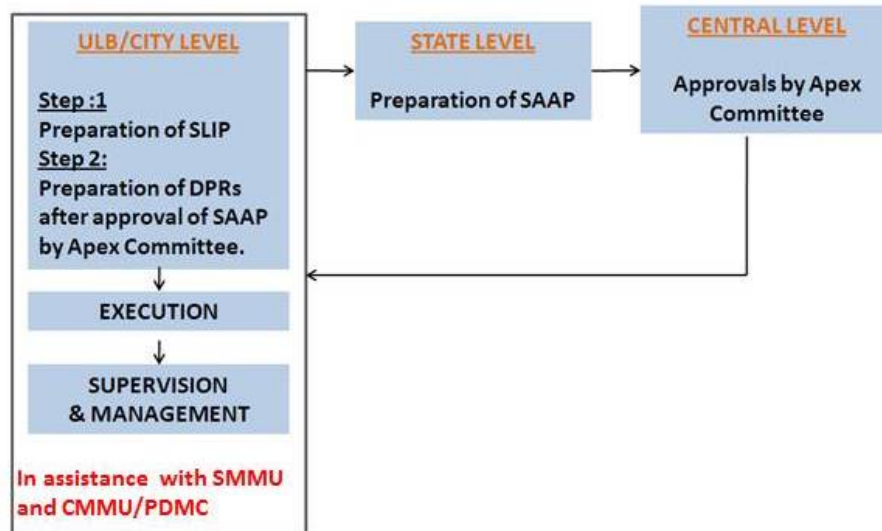 ULB/CITY LEVEL
Step :1
Preparation of SLIP
Step 2:
Preparation of DPRs
after approval of SAAP
by Apex Committee.
EXECUTION
SUPERVISION
& MANAGEMENT
In assistance with SMMU
and CMMU/PDMC
STATE LEVEL
Preparation of SAAP
CENTRAL LEVEL
Approvals by Apex
Committee